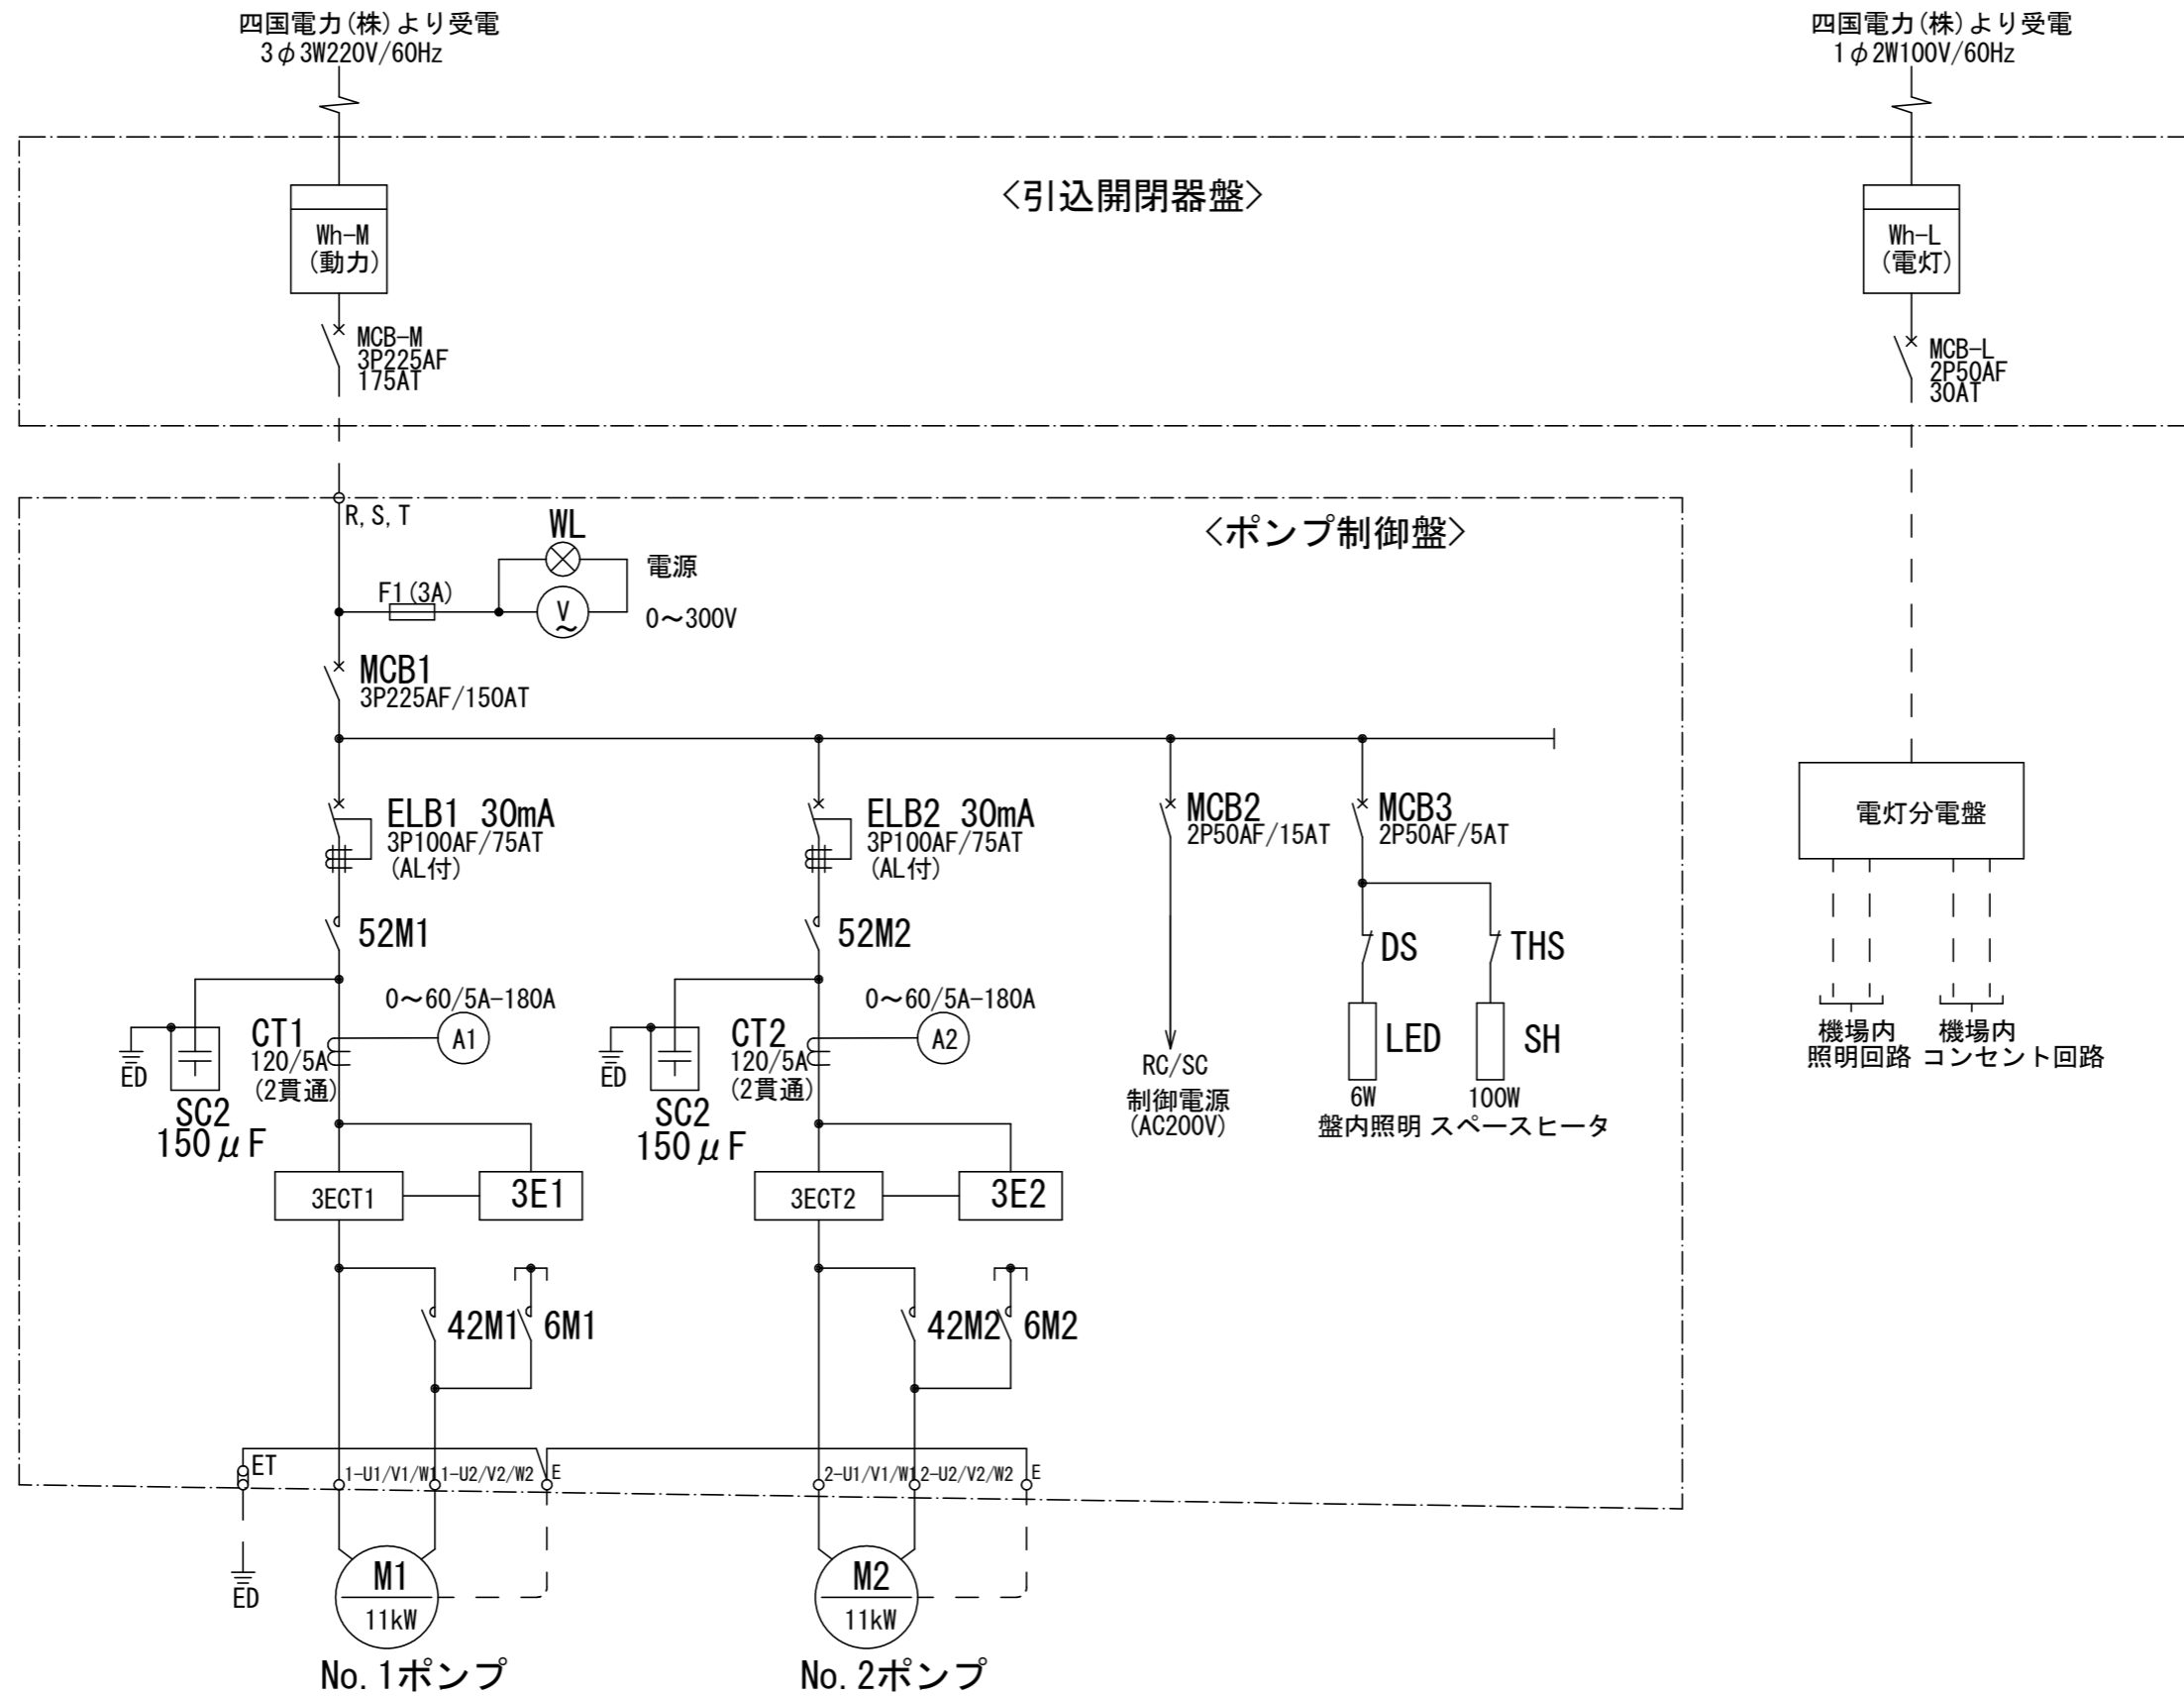 四国電力(株)より受電
3φ3W220V/60Hz
四国電力(株)より受電
1φ2W100V/60Hz
<引込開閉器盤>
Wh-M
(動力)
MCB-M
3P225AF
175AT
Wh-L
(電灯)
MCB-L
2P50AF
30AT
R,S,T
<ポンプ制御盤>
WL
電源
F1(3A)
V
0～300V
MCB1
3P225AF/150AT
ELB1 30mA
3P100AF/75AT
(AL付)
ELB2 30mA
3P100AF/75AT
(AL付)
MCB2
2P50AF/15AT
MCB3
2P50AF/5AT
電灯分電盤
52M1
52M2
DS
THS
0～60/5A-180A
0～60/5A-180A
CT1
120/5A
(2貫通)
A1
CT2
120/5A
(2貫通)
A2
ED
SC2
150μF
ED
SC2
150μF
RC/SC
制御電源
(AC200V)
LED
6W
盤内照明
SH
100W
スペースヒータ
機場内
照明回路
機場内
コンセント回路
3ECT1
3E1
3ECT2
3E2
42M1
6M1
42M2
6M2
ET
1-U1/V1/W1
1-U2/V2/W2
E
2-U1/V1/W1
2-U2/V2/W2
E
ED
M1
11kW
M2
11kW
No.1ポンプ
No.2ポンプ